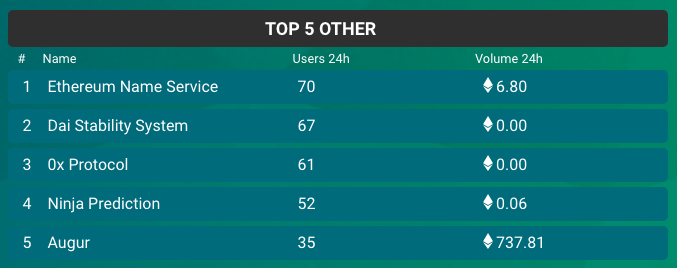 TOP 5 OTHER
# Name Users 24h Volume 24h
1 Ethereum Name Service 70 6.80
2 Dai Stability System 67 0.00
3 0x Protocol 61 0.00
4 Ninja Prediction 52 0.06
5 Augur 35 737.81